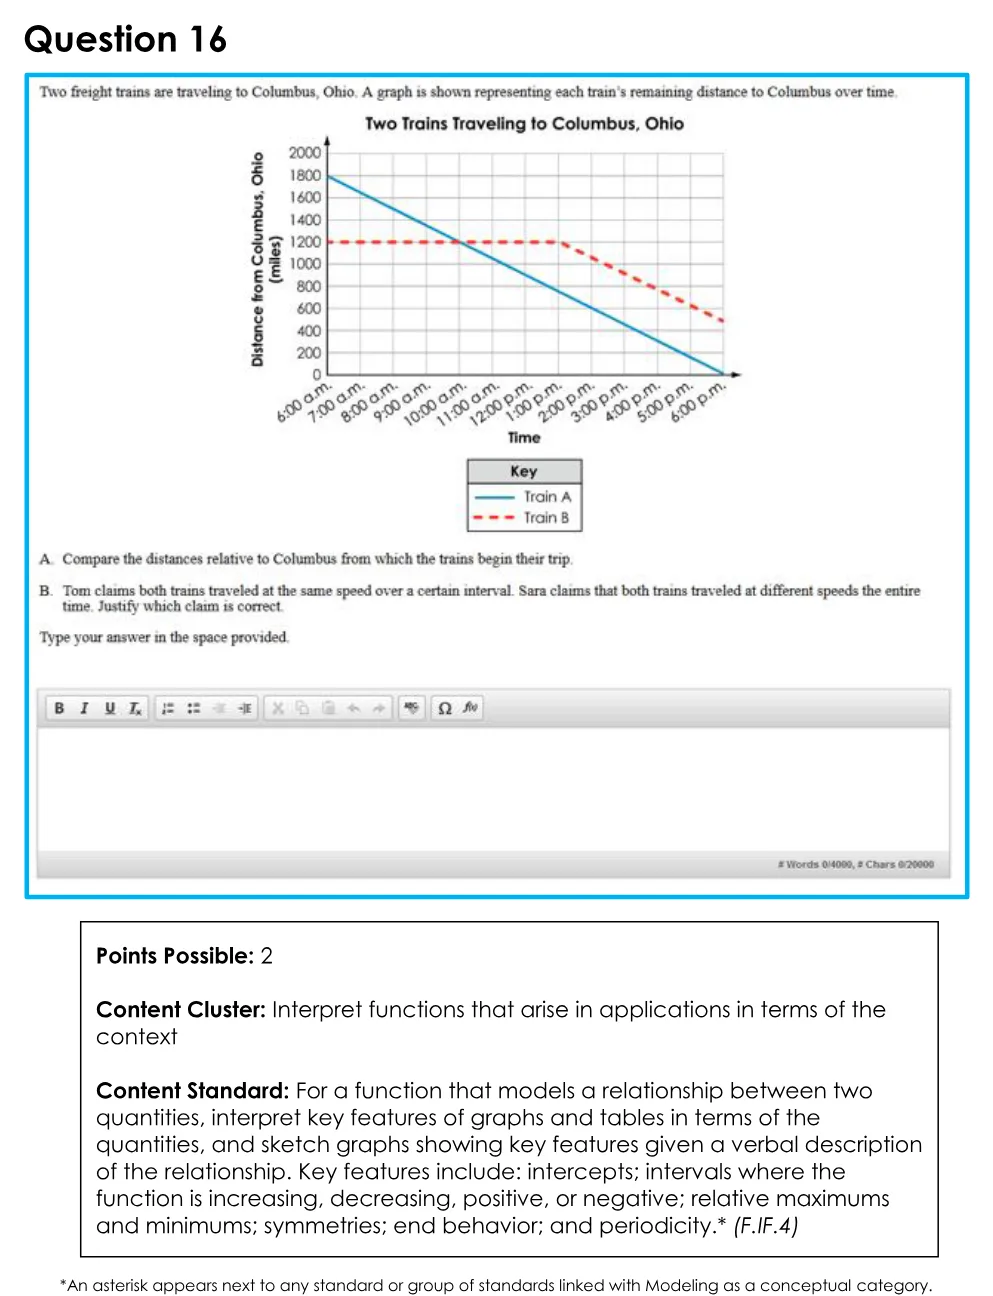 Question 16
Two freight trains are traveling to Columbus, Ohio. A graph is shown representing each train's remaining distance to Columbus over time.
Two Trains Traveling to Columbus, Ohio
Distance from Columbus, Ohio
(miles)
2000
1800
1600
1400
1200
1000
800
600
400
200
0
6:00 a.m.
7:00 a.m.
8:00 a.m.
9:00 a.m.
10:00 a.m.
11:00 a.m.
12:00 p.m.
1:00 p.m.
2:00 p.m.
3:00 p.m.
4:00 p.m.
5:00 p.m.
6:00 p.m.
Time
Key
Train A
Train B
A. Compare the distances relative to Columbus from which the trains begin their trip.
B. Tom claims both trains traveled at the same speed over a certain interval. Sara claims that both trains traveled at different speeds the entire
time. Justify which claim is correct.
Type your answer in the space provided.
B I U Tx Ω f(x)
# Words 0/4000, # Chars 0/20000
Points Possible: 2
Content Cluster: Interpret functions that arise in applications in terms of the
context
Content Standard: For a function that models a relationship between two
quantities, interpret key features of graphs and tables in terms of the
quantities, and sketch graphs showing key features given a verbal description
of the relationship. Key features include: intercepts; intervals where the
function is increasing, decreasing, positive, or negative; relative maximums
and minimums; symmetries; end behavior; and periodicity.* (F.IF.4)
*An asterisk appears next to any standard or group of standards linked with Modeling as a conceptual category.